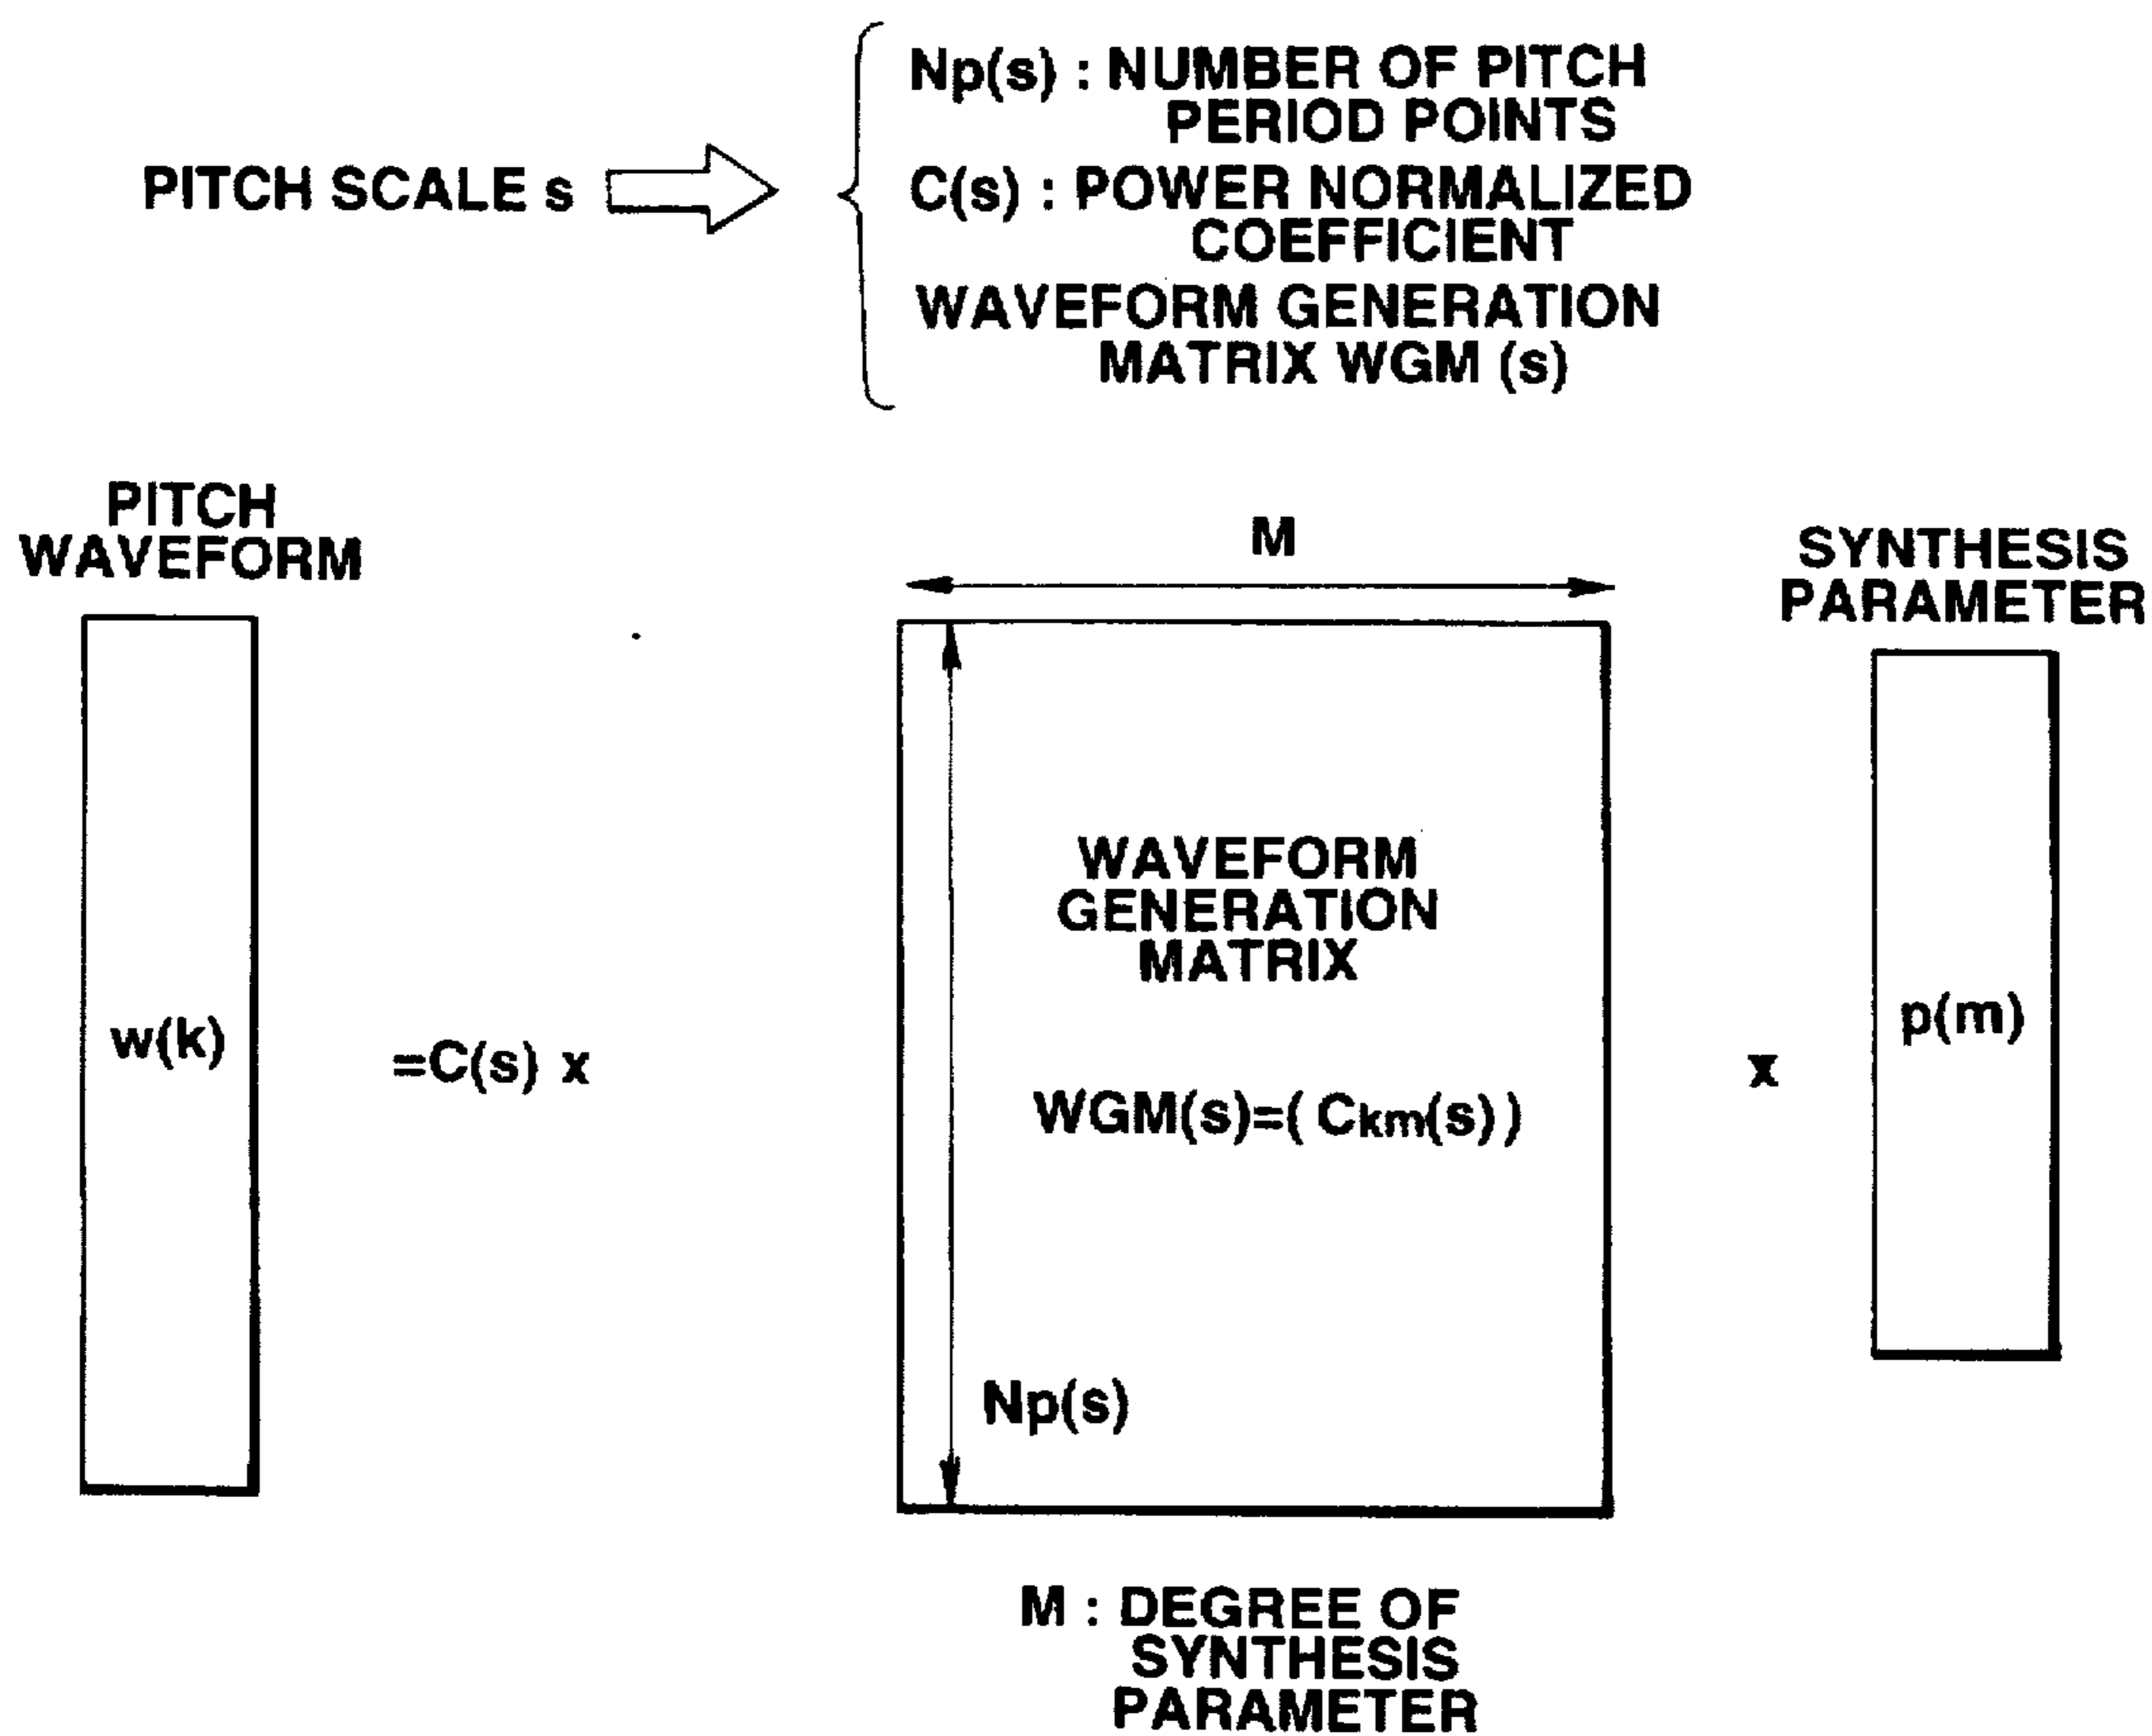 Np(s) : NUMBER OF PITCH
PERIOD POINTS
PITCH SCALE s
C(s) : POWER NORMALIZED
COEFFICIENT
WAVEFORM GENERATION
MATRIX WGM (s)
PITCH
WAVEFORM
M
SYNTHESIS
PARAMETER
WAVEFORM
GENERATION
MATRIX
w(k)
=C(s) x
WGM(s)=( Ckm(s) )
x
p(m)
Np(s)
M : DEGREE OF
SYNTHESIS
PARAMETER